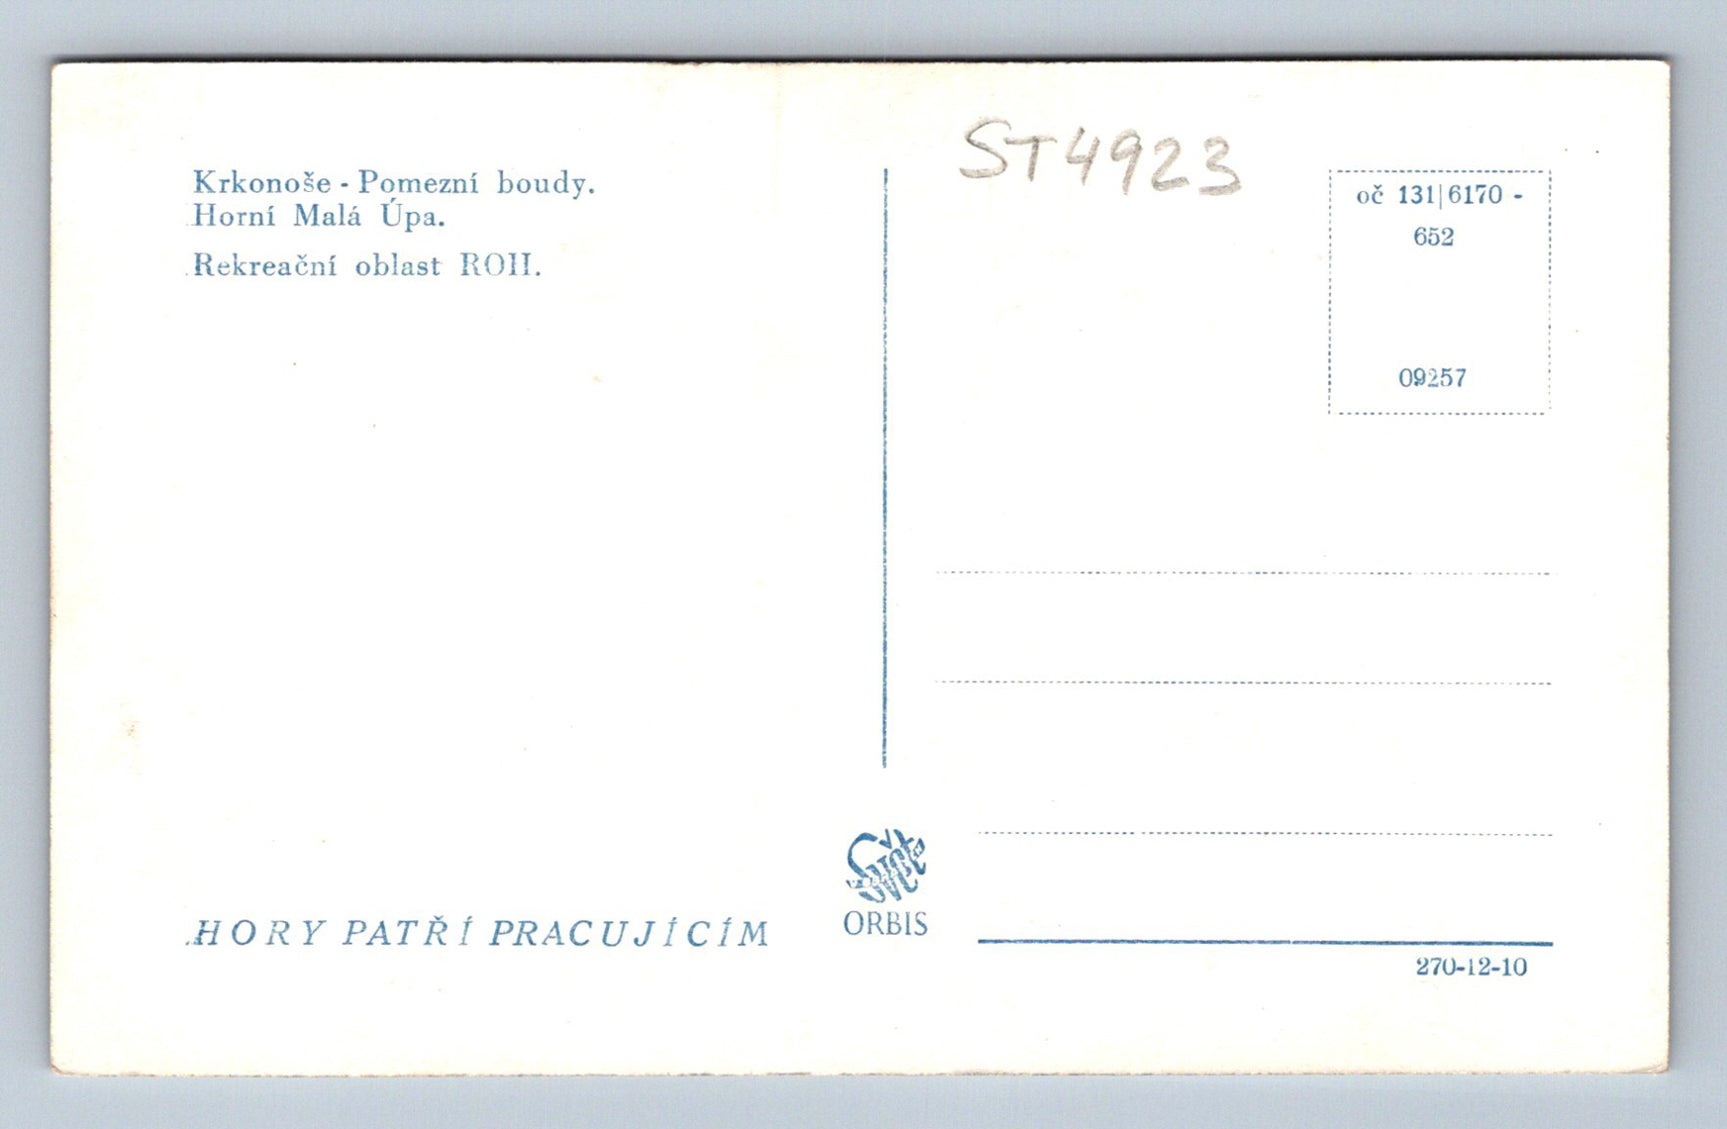 Krkonoše - Pomezní boudy.
Horní Malá Úpa.
Rekreační oblast ROH.
HORY PATŘÍ PRACUJÍCÍM
Svět
ORBIS
ST4923
oč 131|6170 -
652
09257
270-12-10